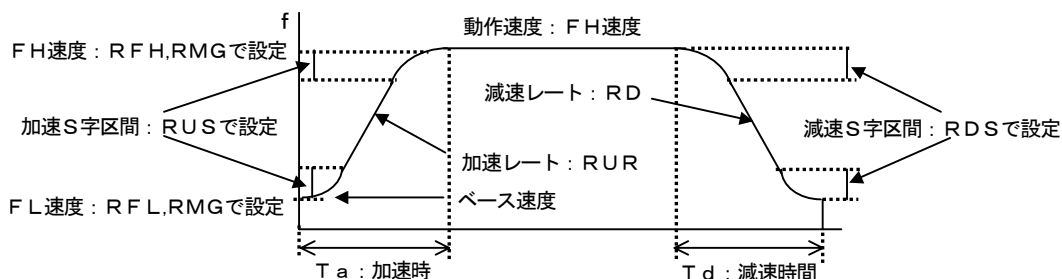 f
FH速度：RFH,RMGで設定
動作速度：FH速度
減速レート：RD
加速S字区間：RUSで設定
減速S字区間：RDSで設定
加速レート：RUR
ベース速度
FL速度：RFL,RMGで設定
Ta：加速時
Td：減速時間